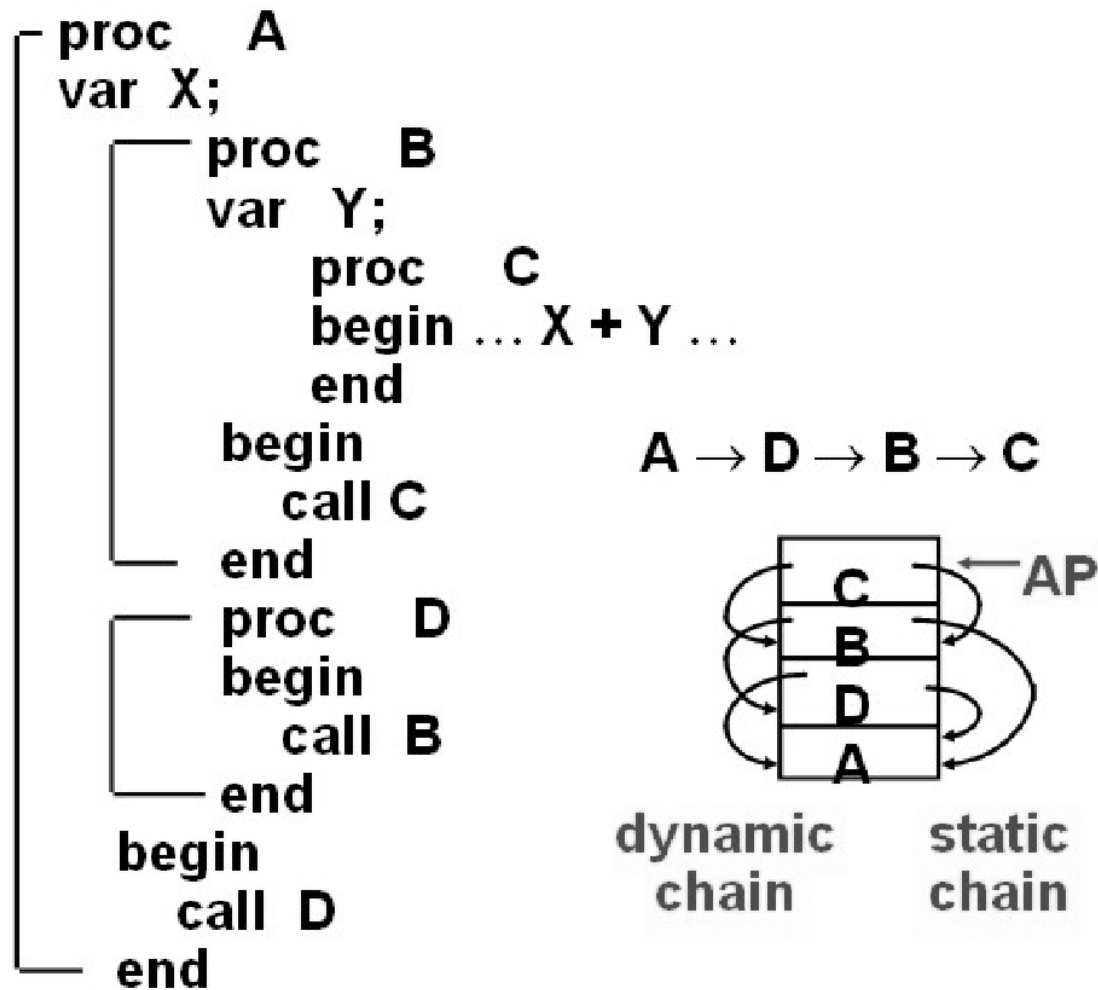 proc A
var X;
proc B
var Y;
proc C
begin ... X + Y ...
end
begin
call C
end
proc D
begin
call B
end
begin
call D
end
A → D → B → C
AP
C
B
D
A
dynamic
chain
static
chain